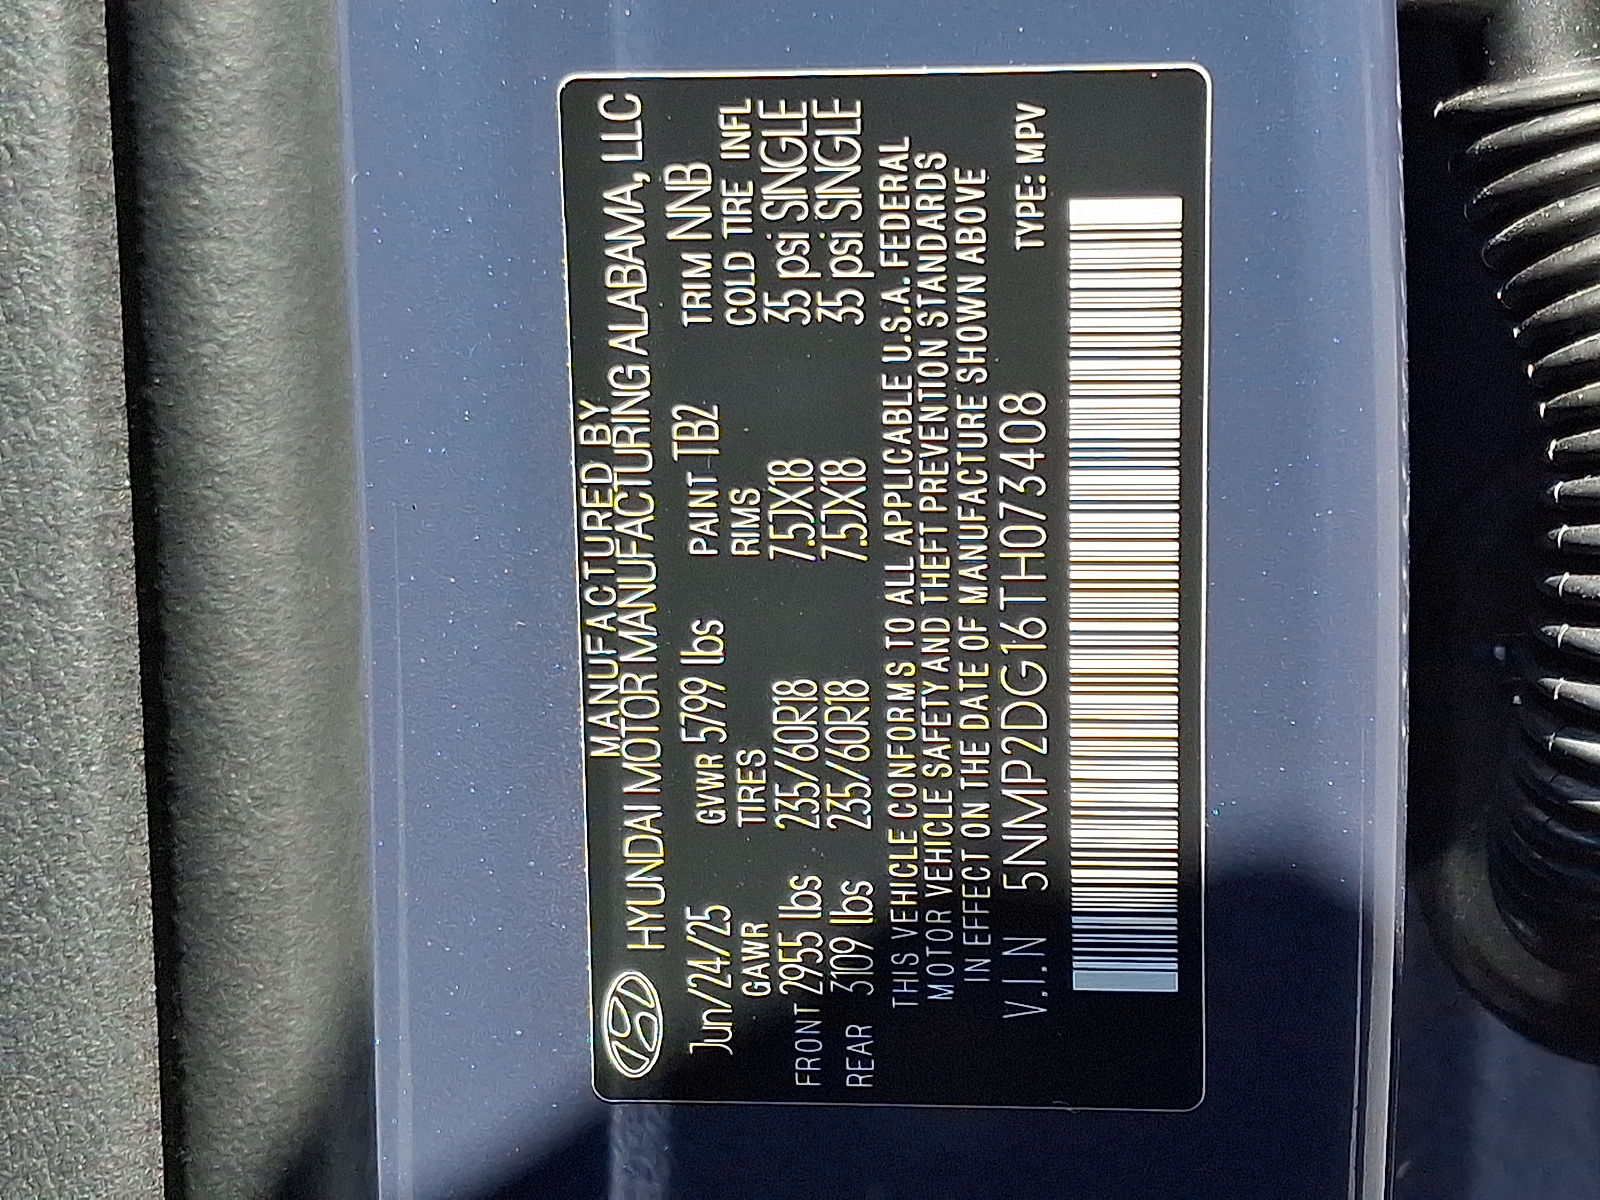 MANUFACTURED BY
HYUNDAI MOTOR MANUFACTURING ALABAMA, LLC
Jun/24/25 GVWR 5799 lbs PAINT TB2 TRIM NNB
GAWR TIRES RIMS COLD TIRE INFL
FRONT 2955 lbs 235/60R18 7.5JX18 35 psi SINGLE
REAR 3109 lbs 235/60R18 7.5JX18 35 psi SINGLE
THIS VEHICLE CONFORMS TO ALL APPLICABLE U.S.A. FEDERAL
MOTOR VEHICLE SAFETY AND THEFT PREVENTION STANDARDS
IN EFFECT ON THE DATE OF MANUFACTURE SHOWN ABOVE
V.I.N 5NMP2DG16TH073408 TYPE: MPV